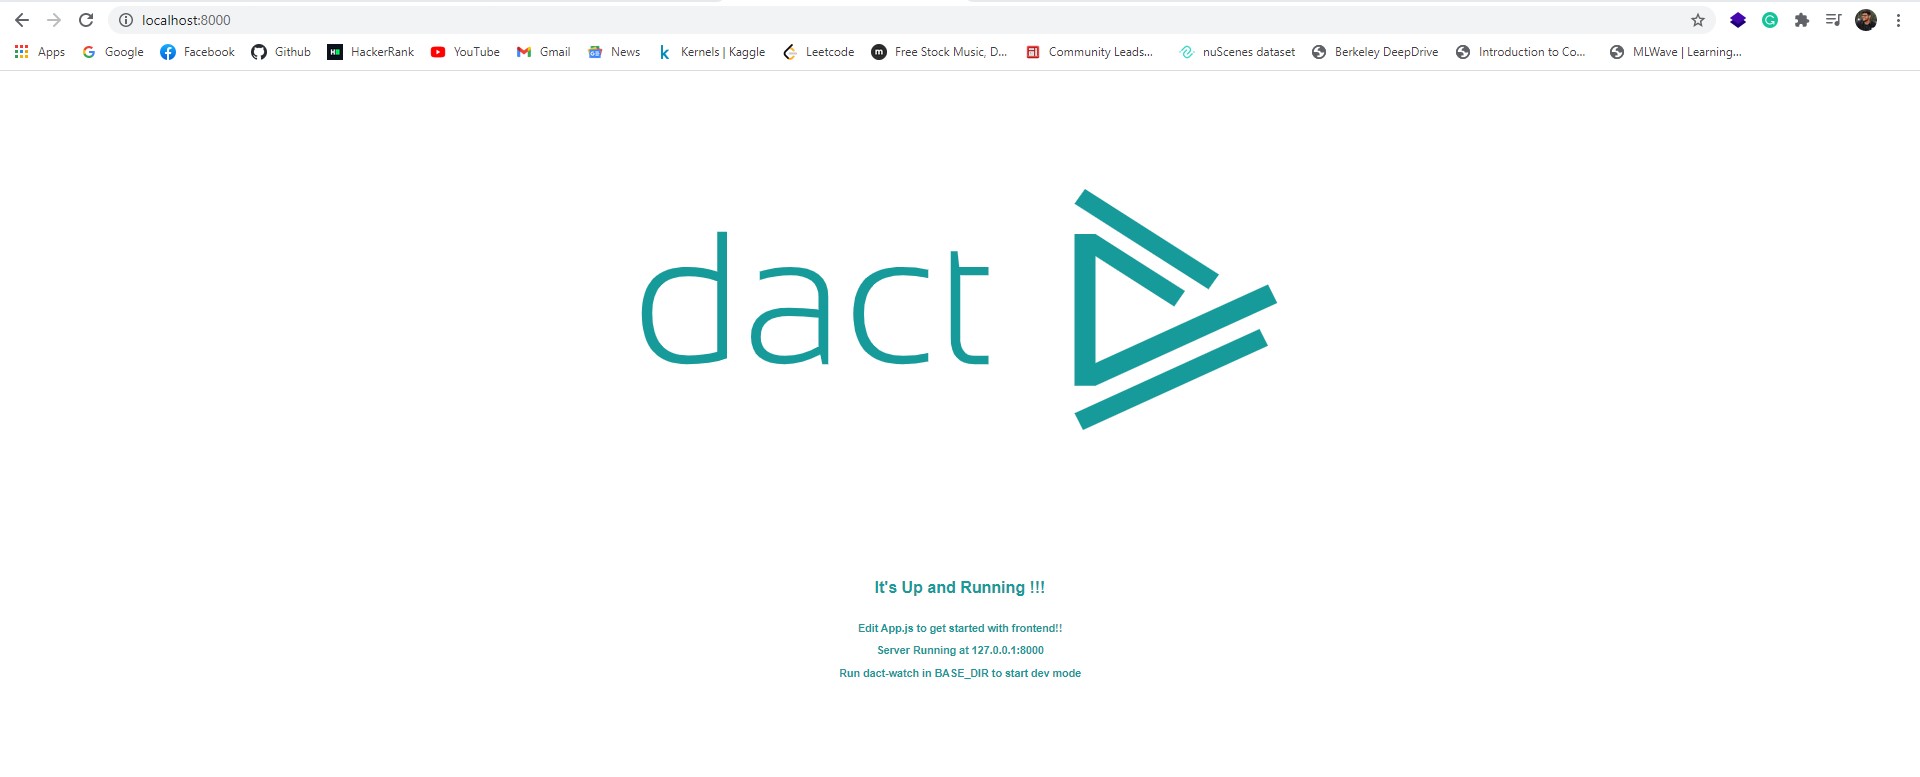 localhost:8000
Apps Google Facebook Github HackerRank YouTube Gmail News Kernels | Kaggle Leetcode Free Stock Music, D... Community Leads... nuScenes dataset Berkeley DeepDrive Introduction to Co... MLWave | Learning...
dact
It's Up and Running !!!
Edit App.js to get started with frontend!!
Server Running at 127.0.0.1:8000
Run dact-watch in BASE_DIR to start dev mode